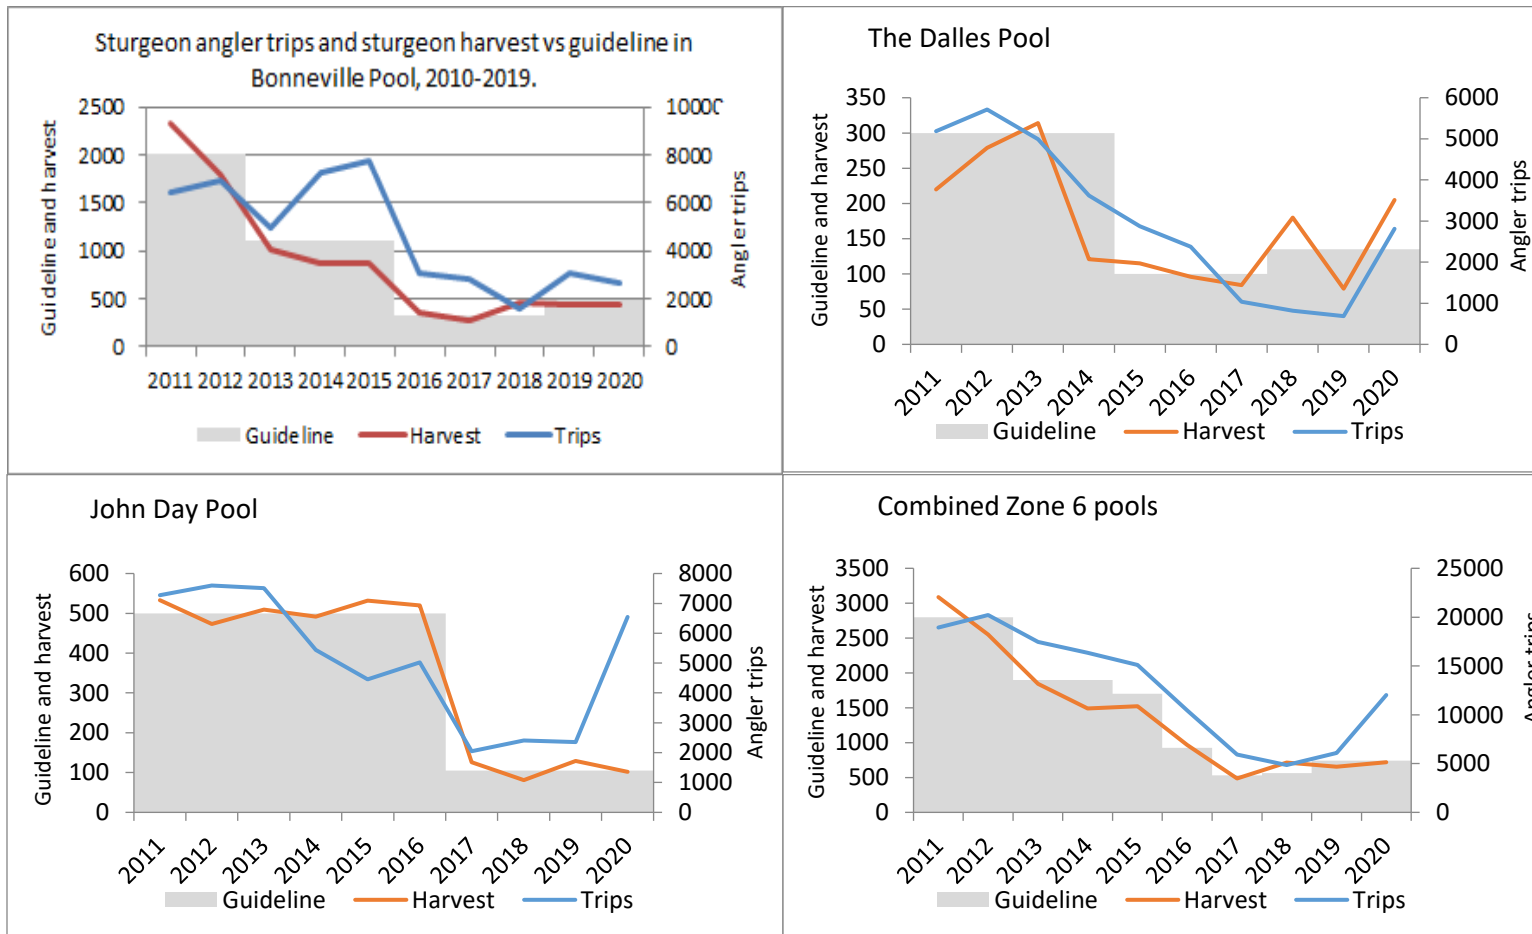 Sturgeon angler trips and sturgeon harvest vs guideline in
Bonneville Pool, 2010-2019.
Guideline and harvest
2500
2000
1500
1000
500
0
10000
8000
6000
4000
2000
0
Angler trips
2011 2012 2013 2014 2015 2016 2017 2018 2019 2020
Guideline Harvest Trips
The Dalles Pool
Guideline and harvest
350
300
250
200
150
100
50
0
6000
5000
4000
3000
2000
1000
0
Angler trips
2011 2012 2013 2014 2015 2016 2017 2018 2019 2020
Guideline Harvest Trips
John Day Pool
Guideline and harvest
600
500
400
300
200
100
0
8000
7000
6000
5000
4000
3000
2000
1000
0
Angler trips
2011 2012 2013 2014 2015 2016 2017 2018 2019 2020
Guideline Harvest Trips
Combined Zone 6 pools
Guideline and harvest
3500
3000
2500
2000
1500
1000
500
0
25000
20000
15000
10000
5000
0
Angler trips
2011 2012 2013 2014 2015 2016 2017 2018 2019 2020
Guideline Harvest Trips